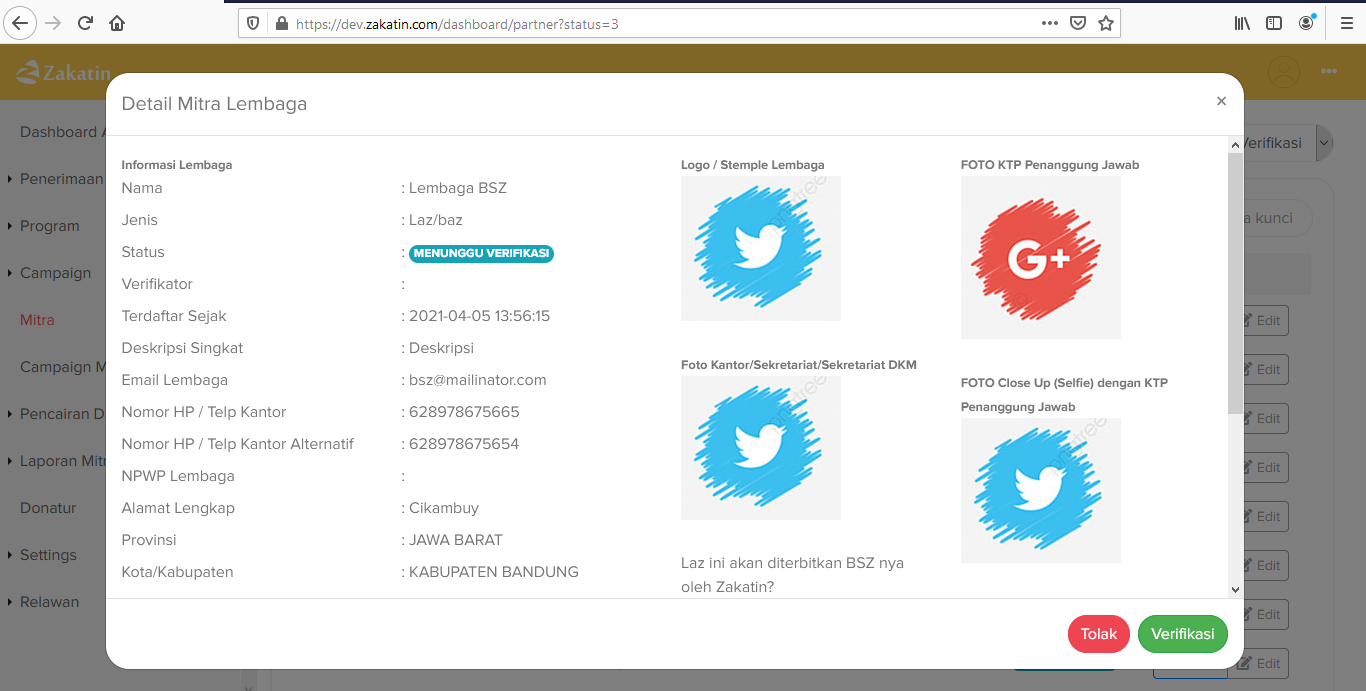 https://dev.zakatin.com/dashboard/partner?status=3
Zakatin
Detail Mitra Lembaga
×
Dashboard
Penerimaan
Program
Campaign
Mitra
Campaign
Pencairan
Laporan
Donatur
Settings
Relawan
Verifikasi
kunci
Edit
Edit
Edit
Edit
Edit
Edit
Edit
Edit
Informasi Lembaga
Nama : Lembaga BSZ
Jenis : Laz/baz
Status : MENUNGGU VERIFIKASI
Verifikator :
Terdaftar Sejak : 2021-04-05 13:56:15
Deskripsi Singkat : Deskripsi
Email Lembaga : bsz@mailinator.com
Nomor HP / Telp Kantor : 628978675665
Nomor HP / Telp Kantor Alternatif : 628978675654
NPWP Lembaga :
Alamat Lengkap : Cikambuy
Provinsi : JAWA BARAT
Kota/Kabupaten : KABUPATEN BANDUNG
Logo / Stemple Lembaga
Foto Kantor/Sekretariat/Sekretariat DKM
Laz ini akan diterbitkan BSZ nya
oleh Zakatin?
FOTO KTP Penanggung Jawab
G+
FOTO Close Up (Selfie) dengan KTP
Penanggung Jawab
Tolak
Verifikasi